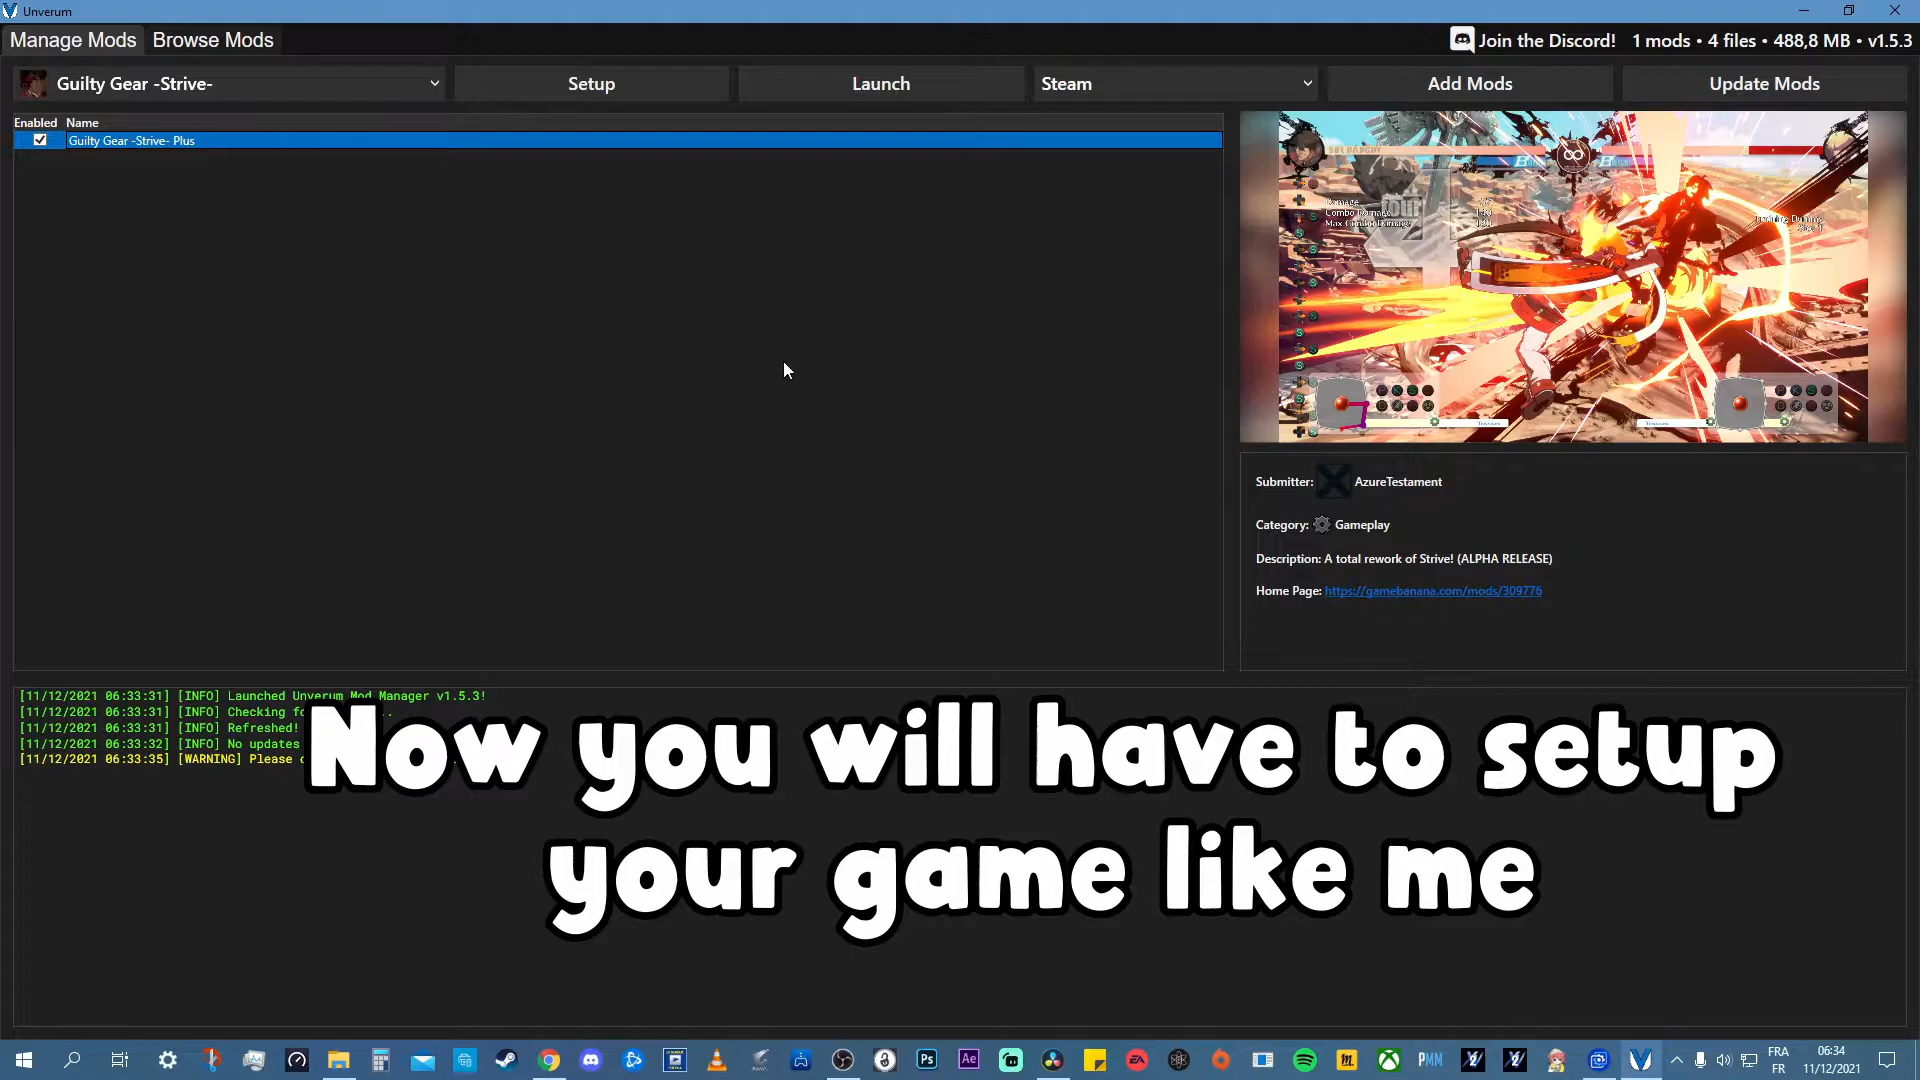 Unverum
Manage Mods Browse Mods
Join the Discord! 1 mods • 4 files • 488,8 MB • v1.5.3
Guilty Gear -Strive- Setup Launch Steam Add Mods Update Mods
Enabled Name
Guilty Gear -Strive- Plus
Damage
Combo Damage
Max Combo Damage
Submitter: AzureTestament
Category: Gameplay
Description: A total rework of Strive! (ALPHA RELEASE)
Home Page: https://gamebanana.com/mods/309776
[11/12/2021 06:33:31] [INFO] Launched Unverum Mod Manager v1.5.3!
[11/12/2021 06:33:31] [INFO] Checking
[11/12/2021 06:33:31] [INFO] Refreshed!
[11/12/2021 06:33:32] [INFO] No updates
[11/12/2021 06:33:35] [WARNING] Please
Now you will have to setup
your game like me
FRA 06:34
FR 11/12/2021